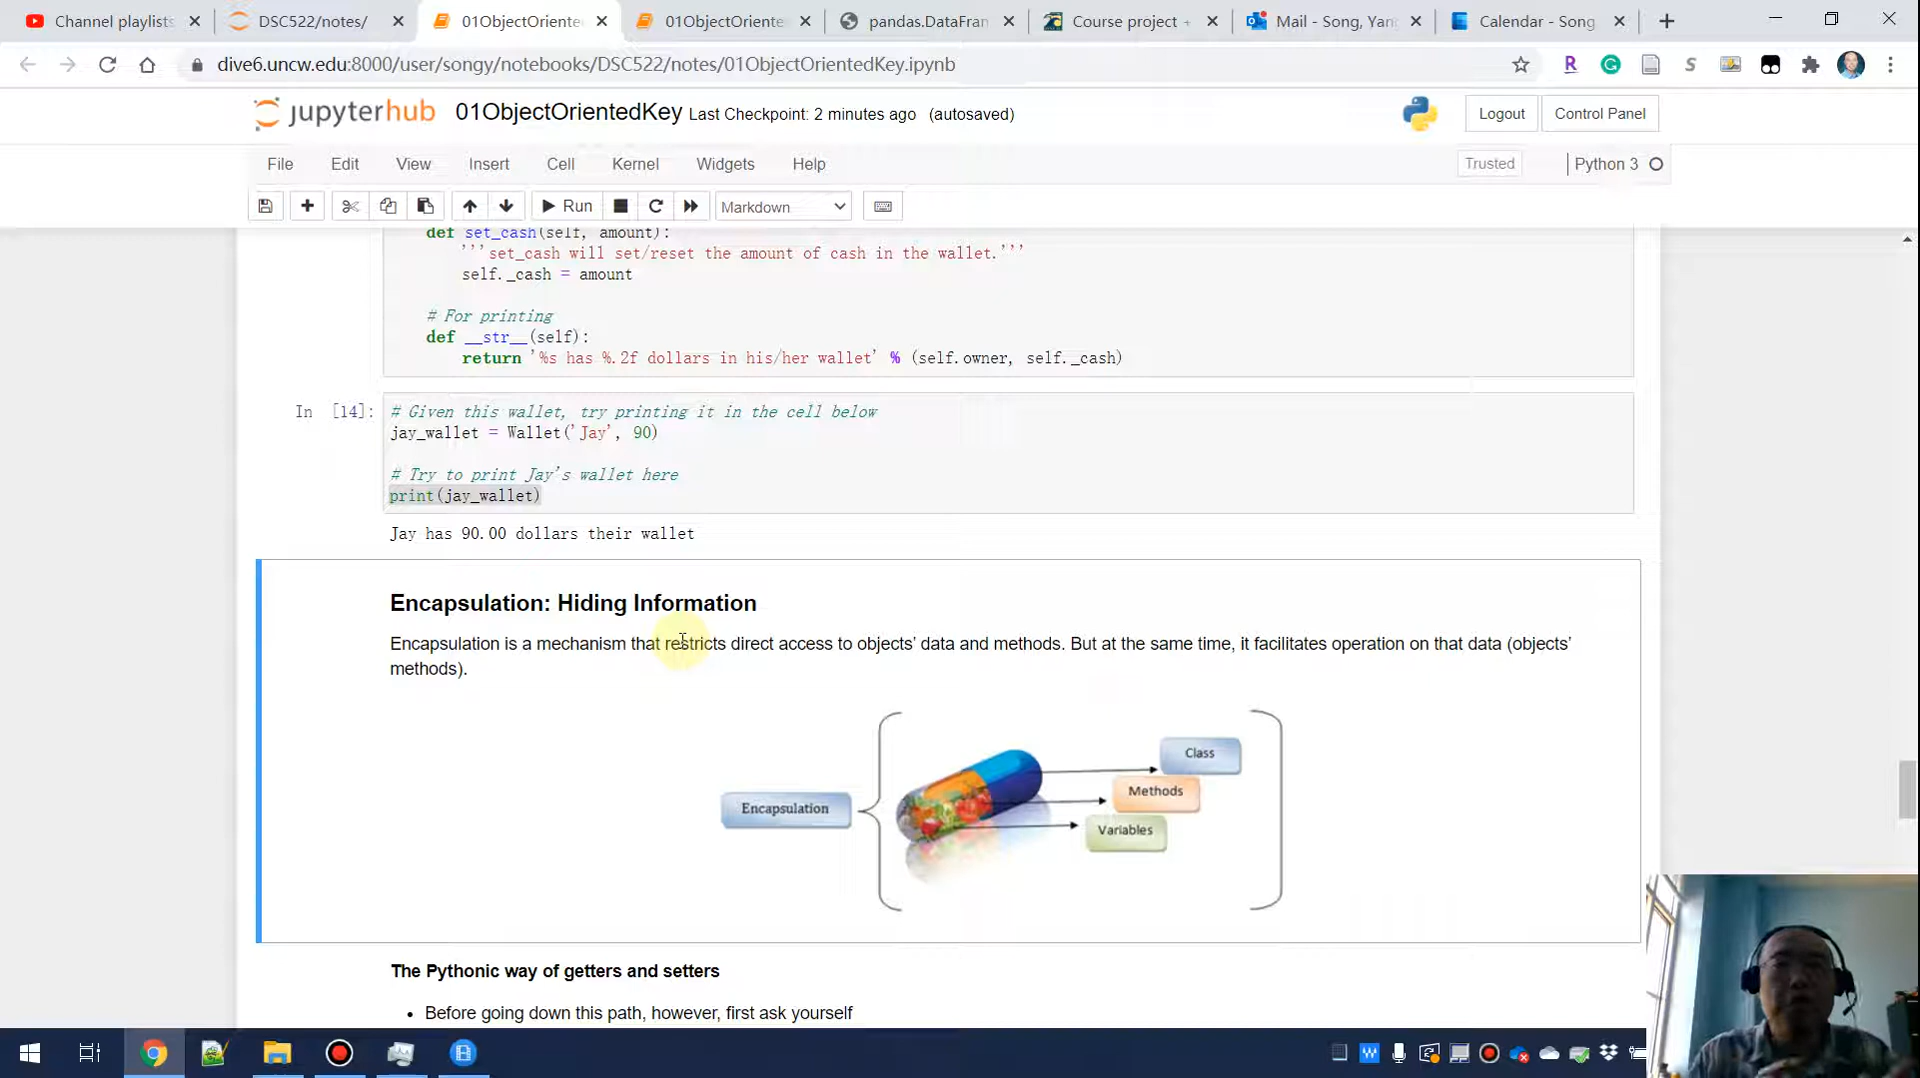 Channel playlists
DSC522/notes/
01ObjectOriente
01ObjectOriente
pandas.DataFran
Course project +
Mail - Song, Yan
Calendar - Song
dive6.uncw.edu:8000/user/songy/notebooks/DSC522/notes/01ObjectOrientedKey.ipynb
jupyterhub 01ObjectOrientedKey Last Checkpoint: 2 minutes ago (autosaved)
Logout
Control Panel
File Edit View Insert Cell Kernel Widgets Help
Trusted
Python 3
Run
Markdown
def set_cash(self, amount):
'''set_cash will set/reset the amount of cash in the wallet.'''
self._cash = amount
# For printing
def __str__(self):
return '%s has %.2f dollars in his/her wallet' % (self.owner, self._cash)
In [14]:
# Given this wallet, try printing it in the cell below
jay_wallet = Wallet('Jay', 90)
# Try to print Jay's wallet here
print(jay_wallet)
Jay has 90.00 dollars their wallet
Encapsulation: Hiding Information
Encapsulation is a mechanism that restricts direct access to objects' data and methods. But at the same time, it facilitates operation on that data (objects'
methods).
Class
Methods
Encapsulation
Variables
The Pythonic way of getters and setters
• Before going down this path, however, first ask yourself